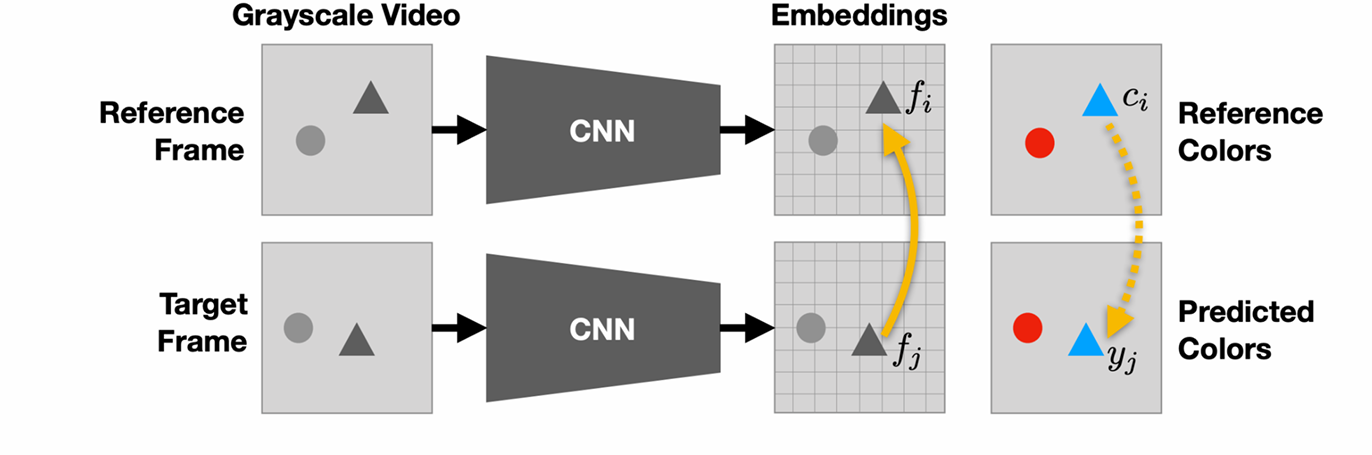 Grayscale Video
Embeddings
Reference
Frame
CNN
f_i
c_i
Reference
Colors
Target
Frame
CNN
f_j
y_j
Predicted
Colors